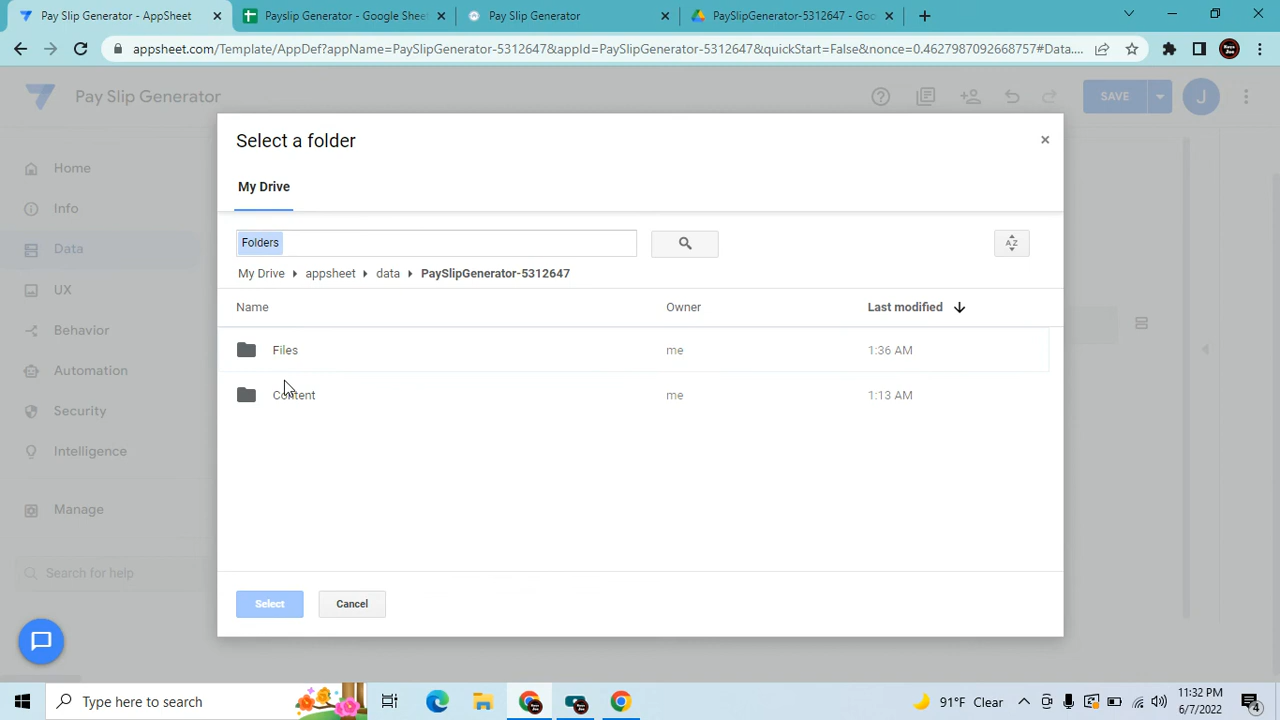 Pay Slip Generator - AppSheet
Payslip Generator - Google Shee
Pay Slip Generator
PaySlipGenerator-5312647 - Goo
appsheet.com/Template/AppDef?appName=PaySlipGenerator-5312647&appId=PaySlipGenerator-5312647&quickStart=False&nonce=0.4627987092668757#Data....
Pay Slip Generator
SAVE
J
Select a folder
My Drive
Folders
AZ
My Drive
appsheet
data
PaySlipGenerator-5312647
Name
Owner
Last modified
Files
me
1:36 AM
Content
me
1:13 AM
Select
Cancel
Home
Info
Data
UX
Behavior
Automation
Security
Intelligence
Manage
Search for help
Type here to search
91°F Clear
11:32 PM
6/7/2022
4